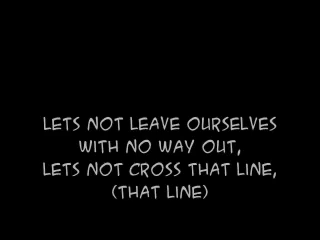 LETS NOT LEAVE OURSELVES
WITH NO WAY OUT,
LETS NOT CROSS THAT LINE,
(THAT LINE)